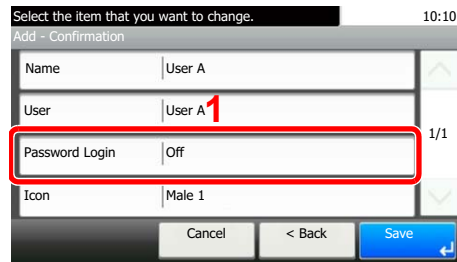 Select the item that you want to change.
10:10
Add - Confirmation
Name User A
User User A 1
1/1
Password Login Off
Icon Male 1
Cancel < Back Save